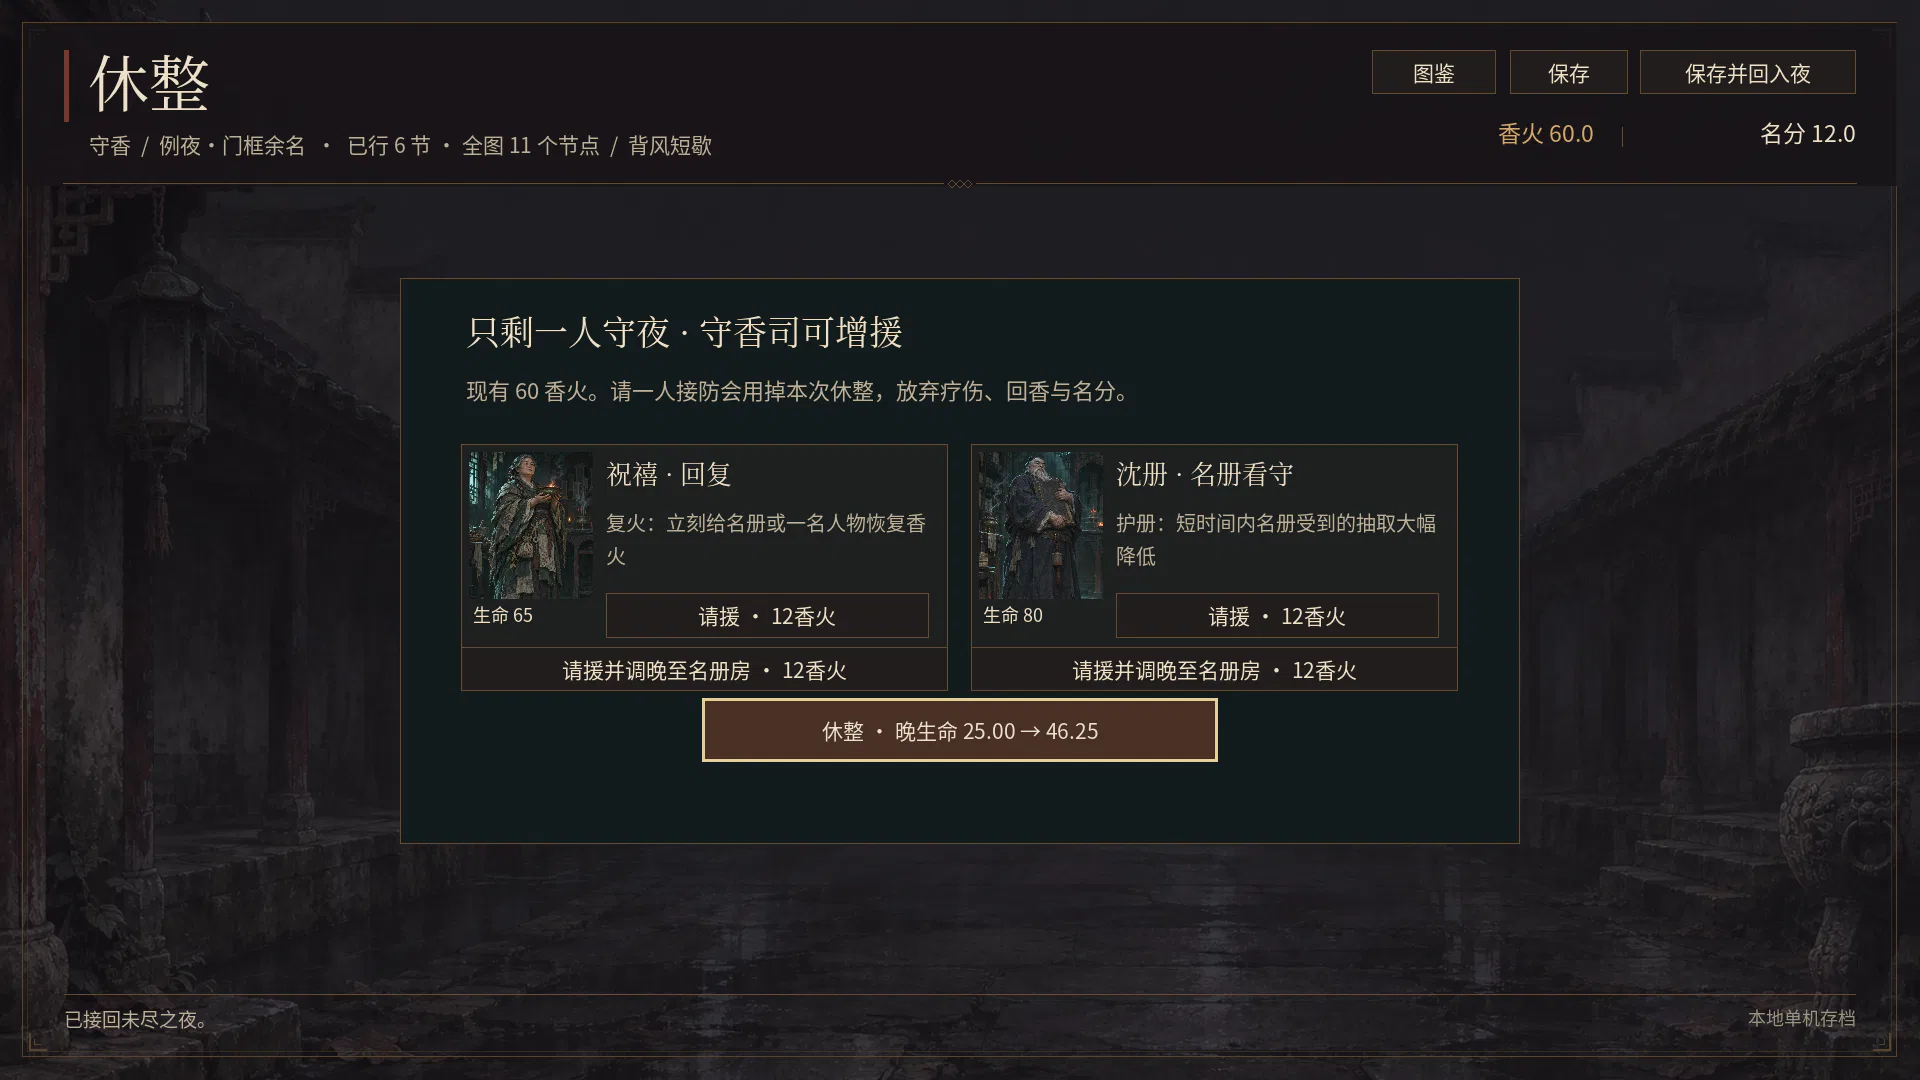 休整
图鉴
保存
保存并回入夜
守香 / 例夜・门框余名 ・ 已行 6 节 ・ 全图 11 个节点 / 背风短歇
香火 60.0
名分 12.0
只剩一人守夜 · 守香司可增援
现有 60 香火。请一人接防会用掉本次休整，放弃疗伤、回香与名分。
祝禧 · 回复
复火：立刻给名册或一名人物恢复香
火
生命 65
请援 ・ 12香火
请援并调晚至名册房 ・ 12香火
沈册 · 名册看守
护册：短时间内名册受到的抽取大幅
降低
生命 80
请援 ・ 12香火
请援并调晚至名册房 ・ 12香火
休整 ・ 晚生命 25.00 → 46.25
已接回未尽之夜。
本地单机存档